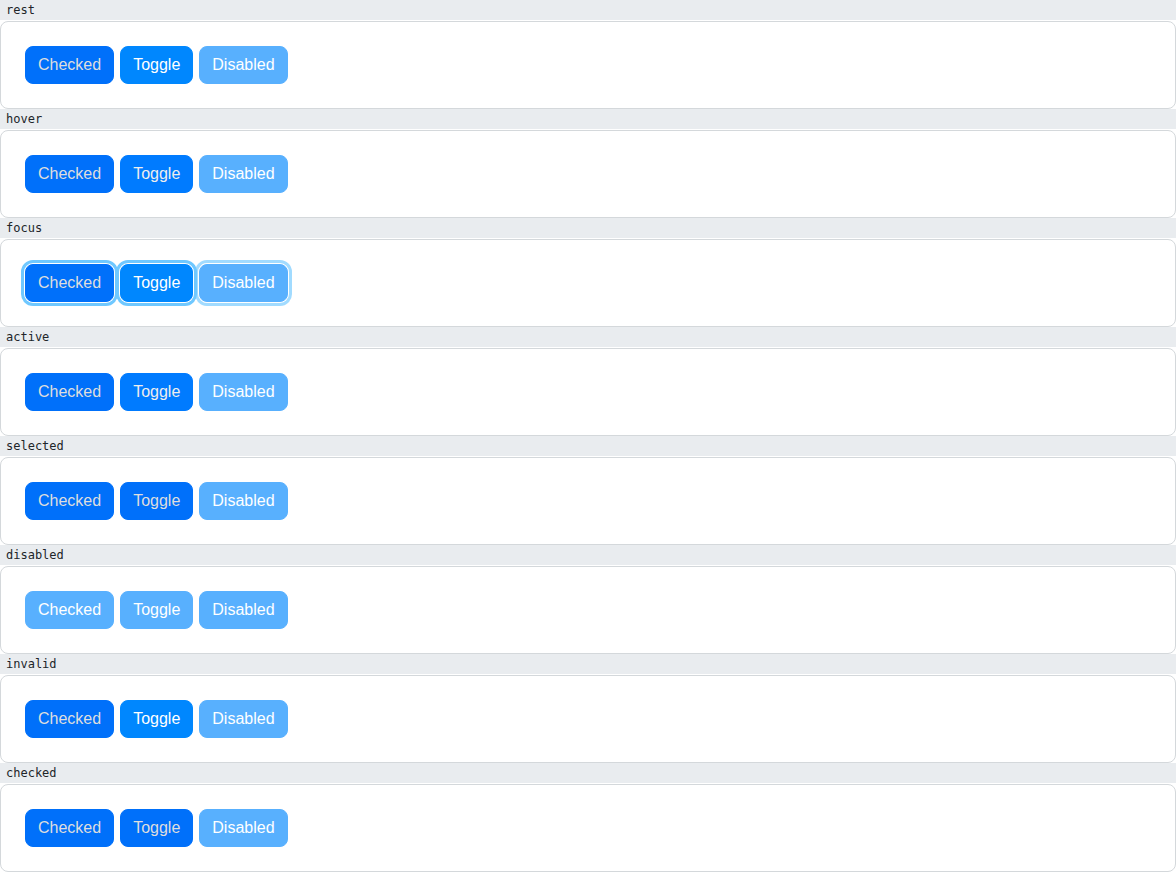 rest
Checked Toggle Disabled
hover
Checked Toggle Disabled
focus
Checked Toggle Disabled
active
Checked Toggle Disabled
selected
Checked Toggle Disabled
disabled
Checked Toggle Disabled
invalid
Checked Toggle Disabled
checked
Checked Toggle Disabled